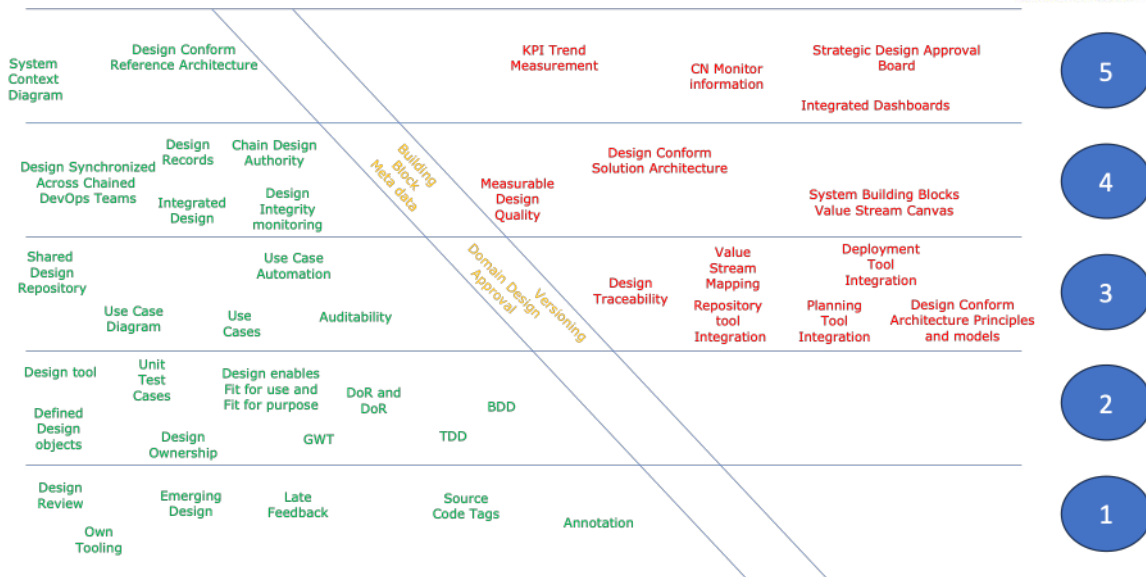 System
Context
Diagram
Design Conform
Reference Architecture
KPI Trend
Measurement
CN Monitor
information
Strategic Design Approval
Board
Integrated Dashboards
5
Design Synchronized
Across Chained
DevOps Teams
Design
Records
Chain Design
Authority
Integrated
Design
Design
Integrity
monitoring
Building
Block
Meta data
Measurable
Design
Quality
Design Conform
Solution Architecture
System Building Blocks
Value Stream Canvas
4
Shared
Design
Repository
Use Case
Diagram
Use Case
Automation
Use
Cases
Auditability
Domain Design
Approval
Versioning
Design
Traceability
Value
Stream
Mapping
Repository
tool
Integration
Deployment
Tool
Integration
Planning
Tool
Integration
Design Conform
Architecture Principles
and models
3
Design tool
Defined
Design
objects
Unit
Test
Cases
Design
Ownership
Design enables
Fit for use and
Fit for purpose
GWT
DoR and
DoR
TDD
BDD
2
Design
Review
Own
Tooling
Emerging
Design
Late
Feedback
Source
Code Tags
Annotation
1